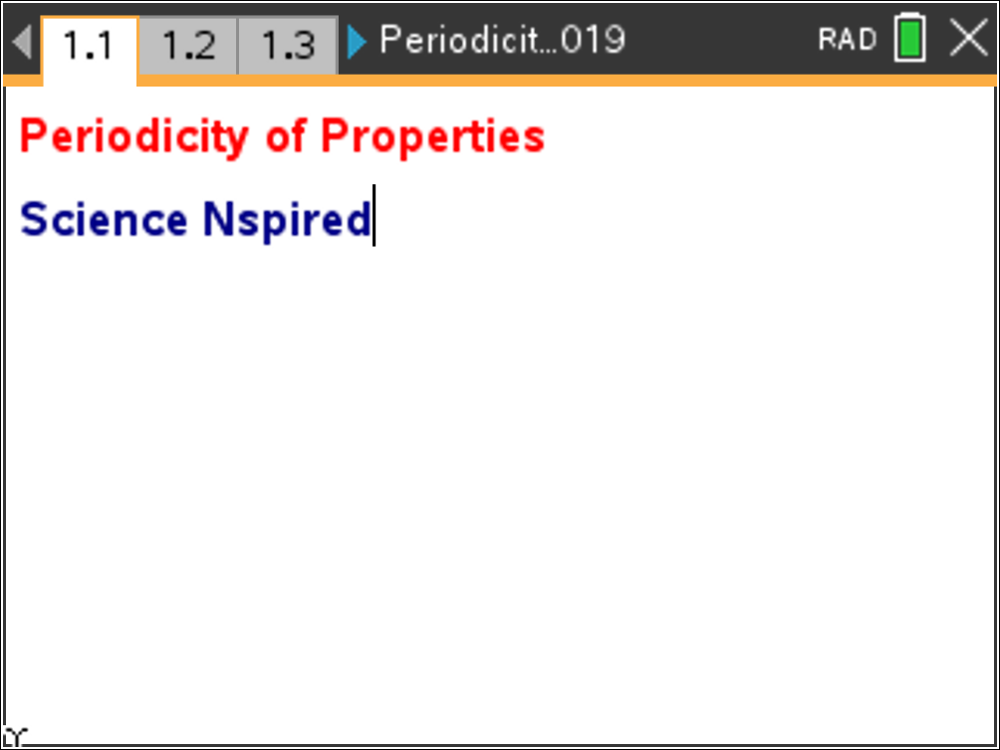 1.1 1.2 1.3 Periodicit...019 RAD
Periodicity of Properties
Science Nspired